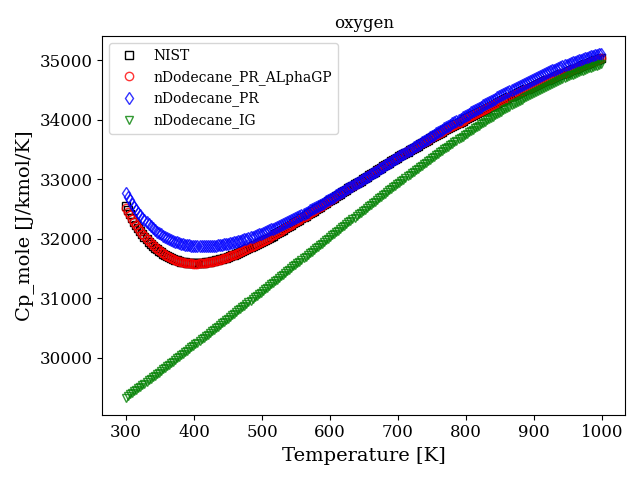 oxygen
NIST
nDodecane_PR_ALphaGP
nDodecane_PR
nDodecane_IG
35000
34000
33000
32000
31000
30000
Cp_mole [J/kmol/K]
300 400 500 600 700 800 900 1000
Temperature [K]